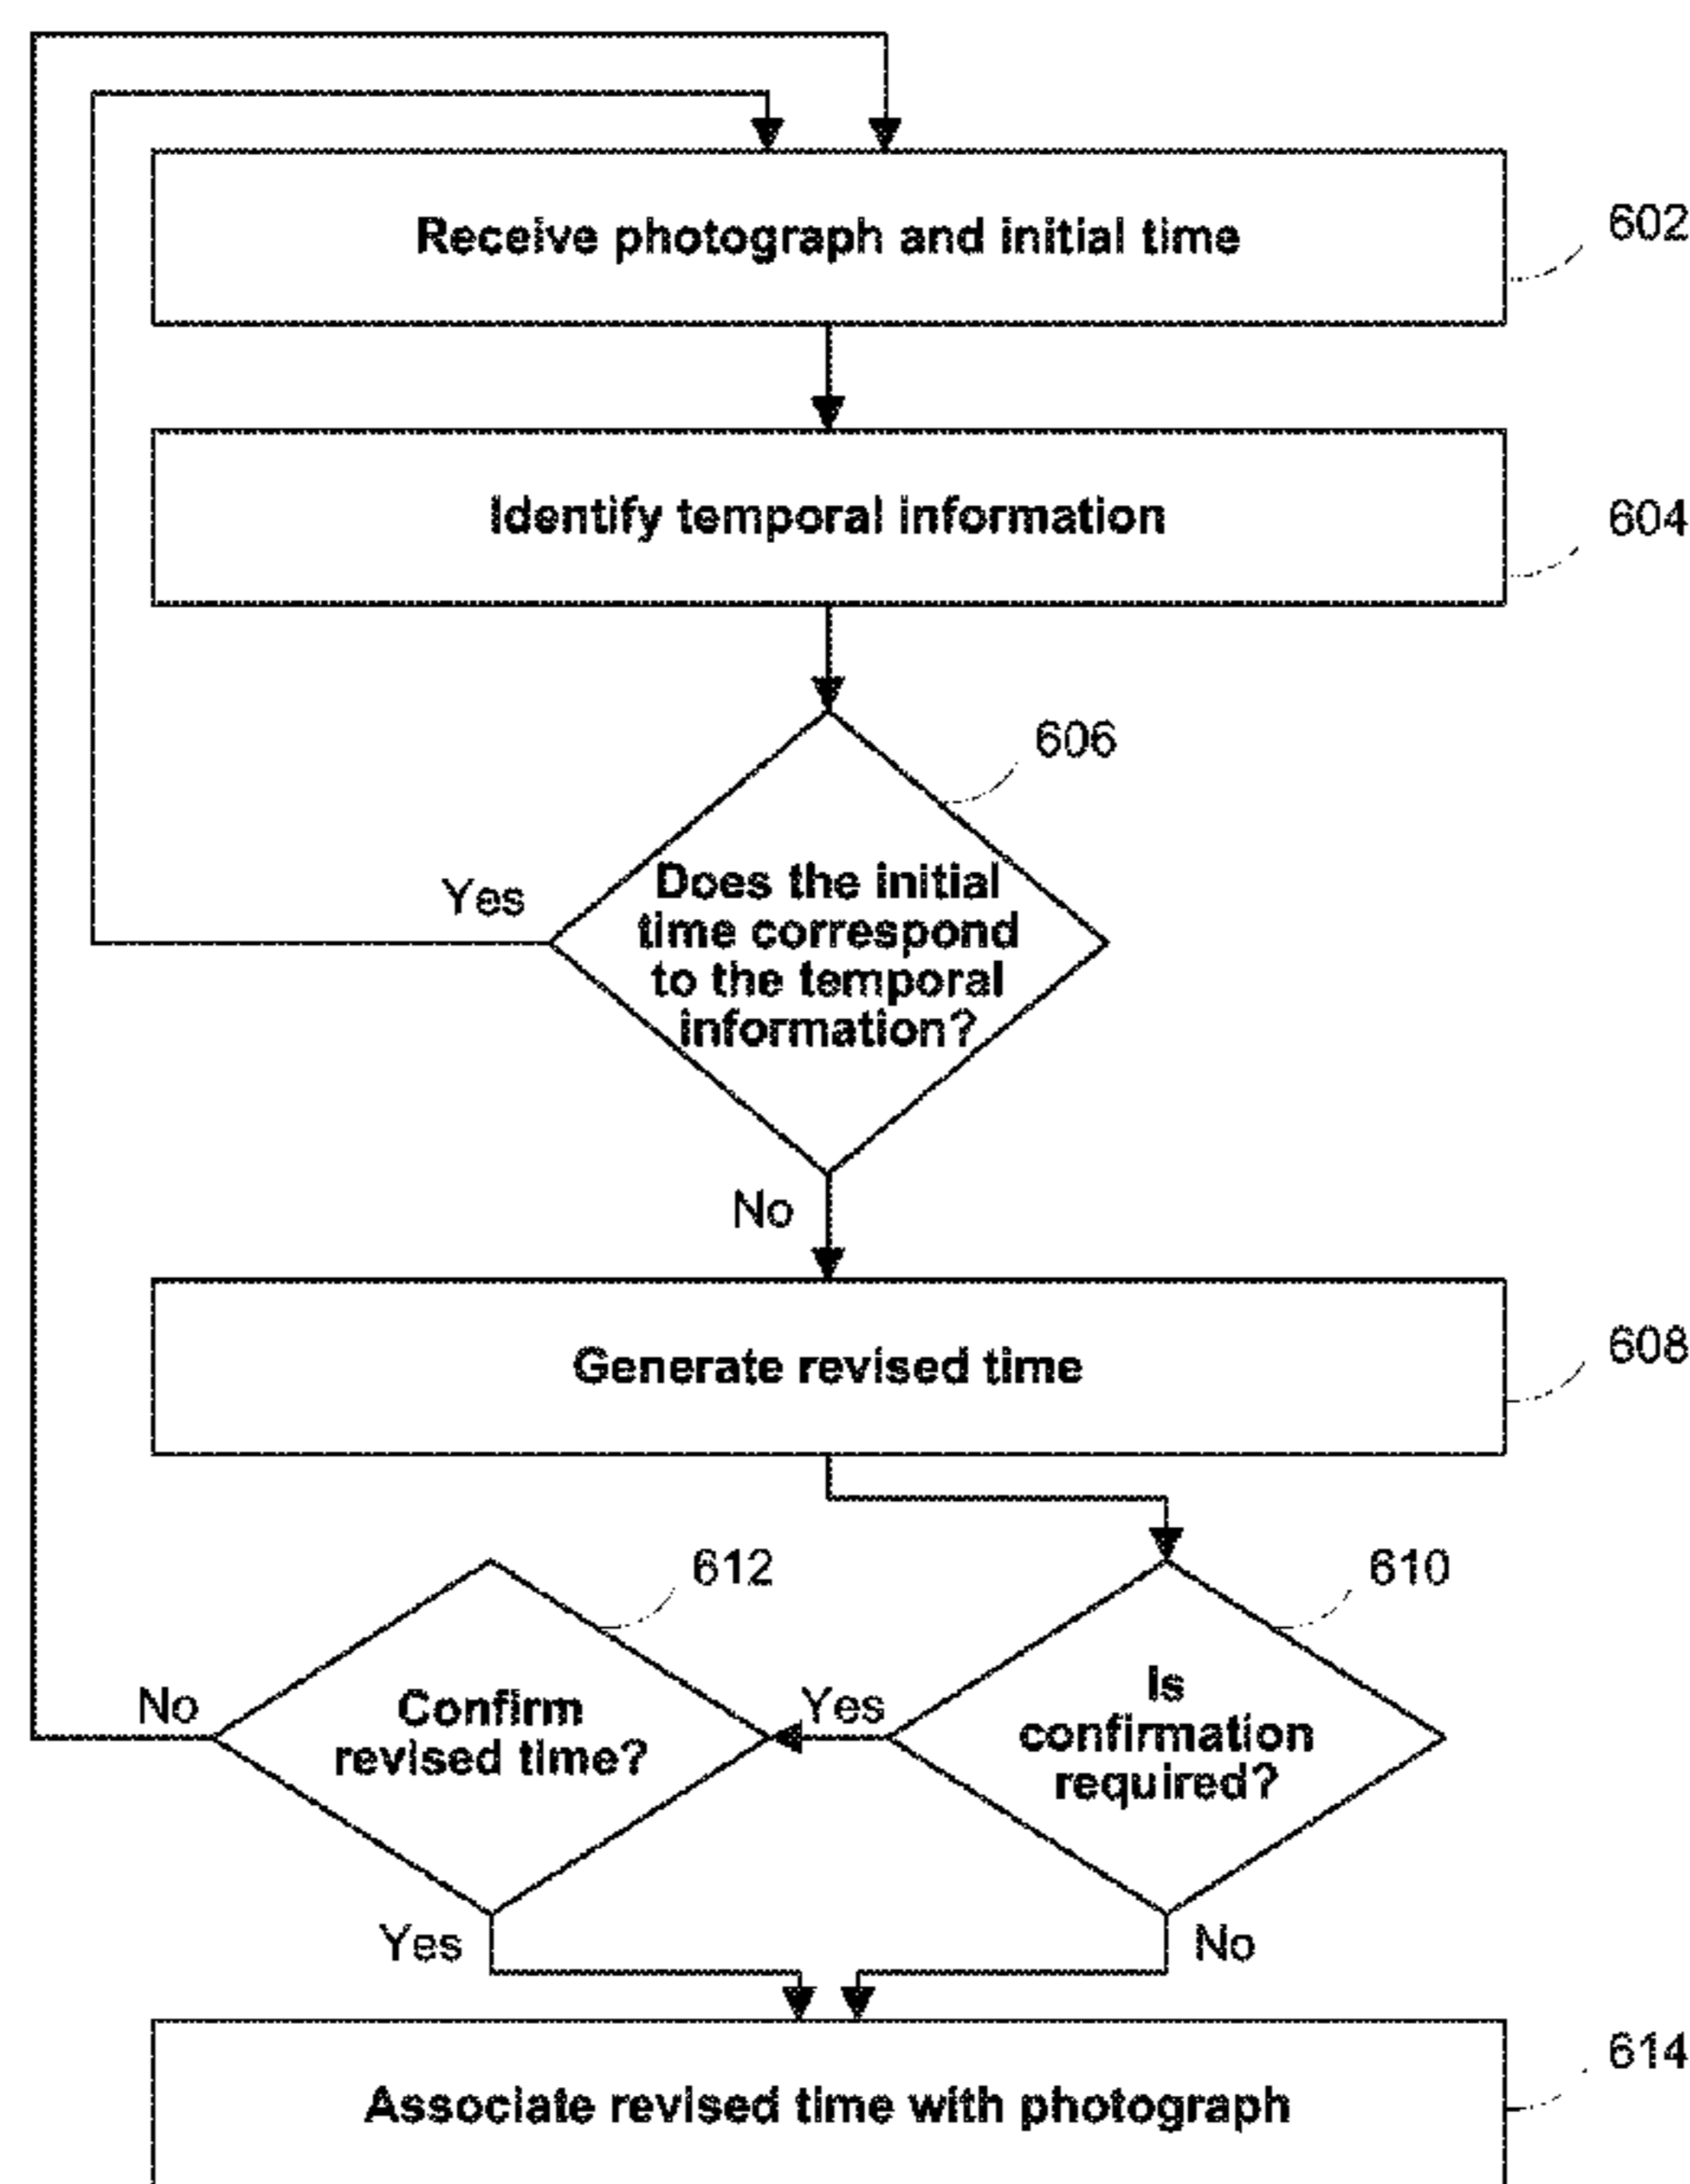 Receive photograph and initial time
602
Identify temporal information
604
606
Does the initial
time correspond
to the temporal
information?
Yes
No
Generate revised time
608
612
610
No
Confirm
revised time?
Yes
Is
confirmation
required?
Yes
No
Associate revised time with photograph
614